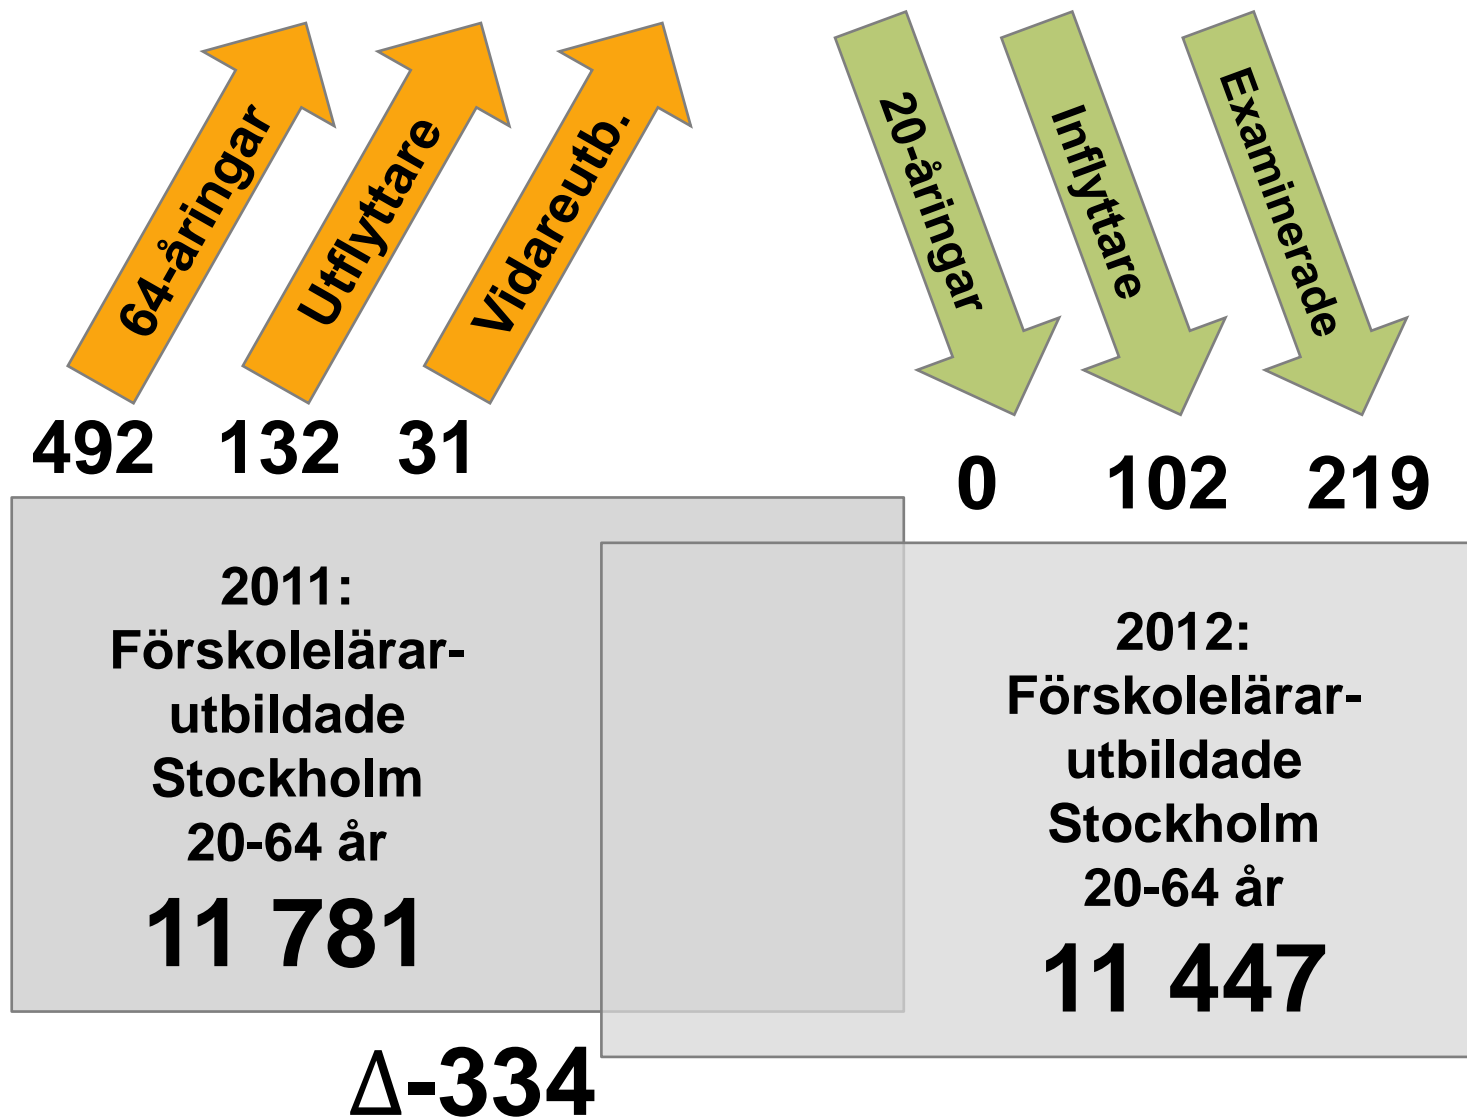 64-åringar
Utflyttare
Vidareutb.
20-åringar
Inflyttare
Examinerade
492 132 31
0 102 219
2011:
Förskolelärar-
utbildade
Stockholm
20-64 år
11 781
2012:
Förskolelärar-
utbildade
Stockholm
20-64 år
11 447
Δ-334